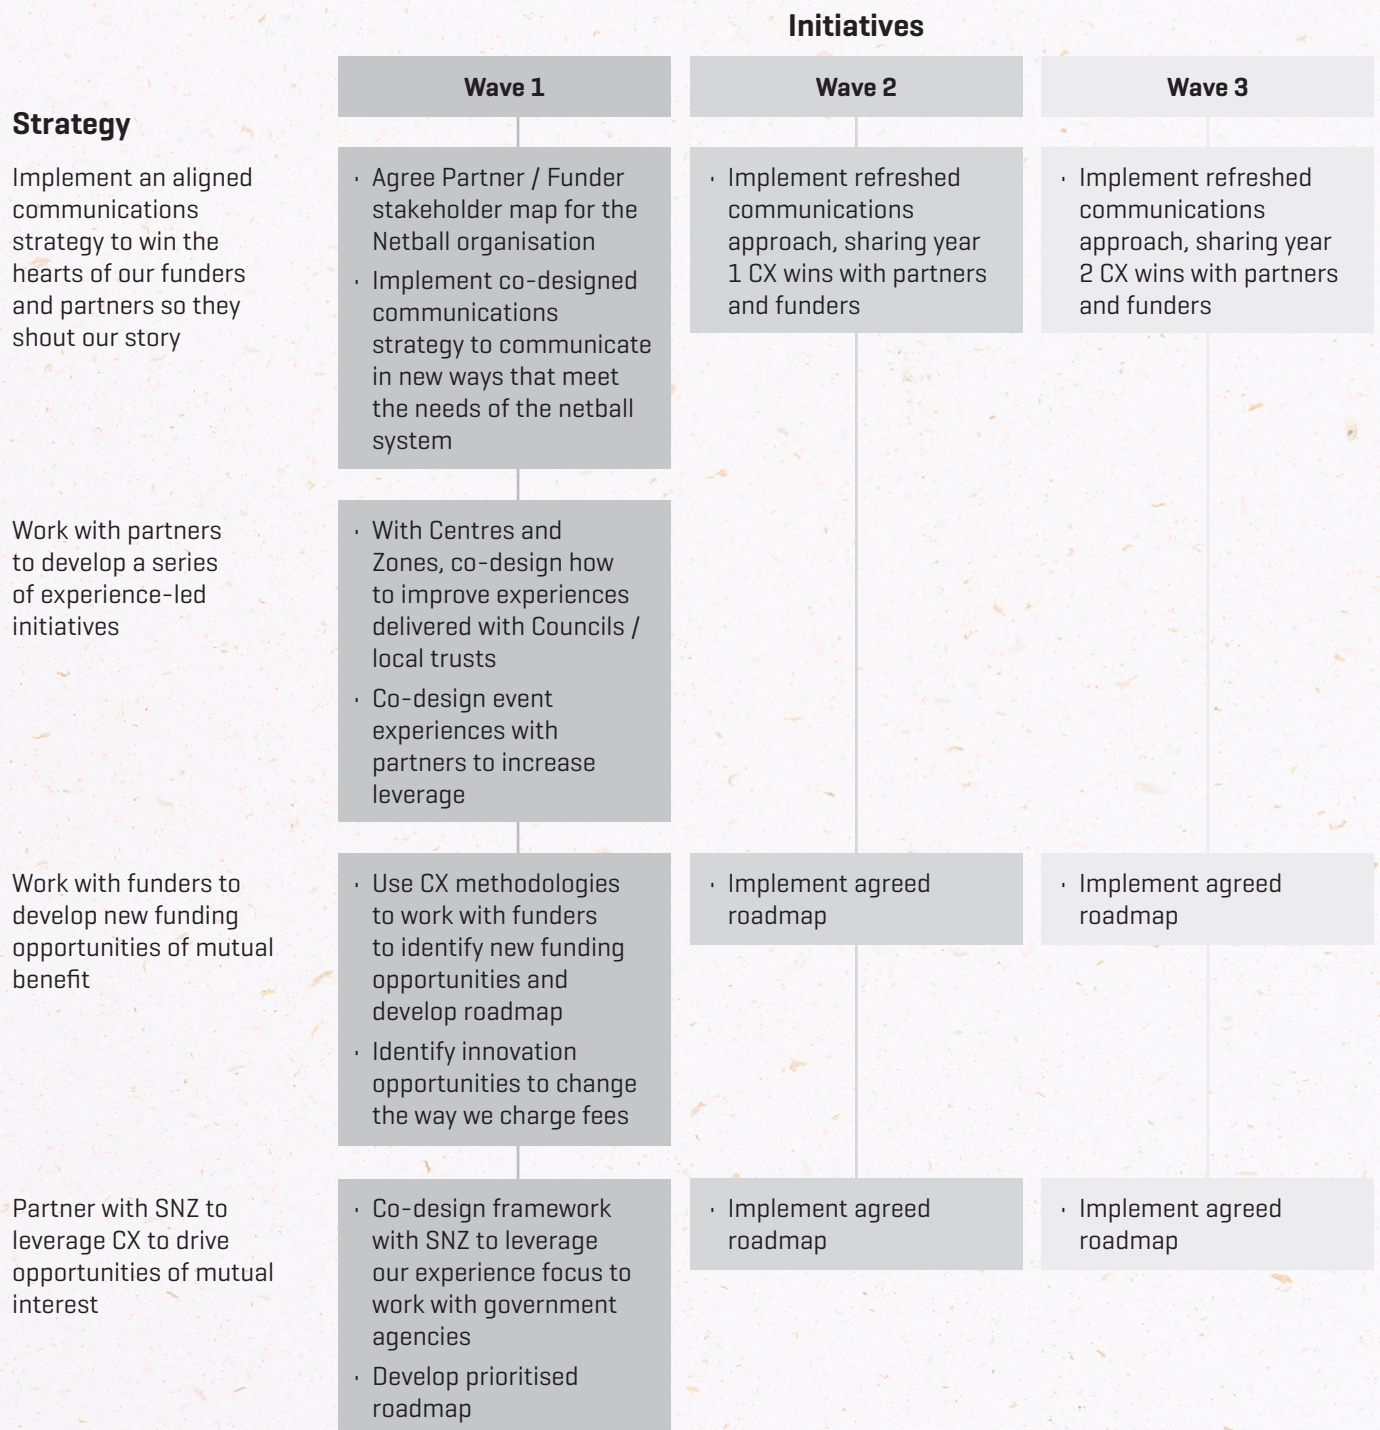 Initiatives
Wave 1
Wave 2
Wave 3
Strategy
Implement an aligned
communications
strategy to win the
hearts of our funders
and partners so they
shout our story
· Agree Partner / Funder
stakeholder map for the
Netball organisation
· Implement co-designed
communications
strategy to communicate
in new ways that meet
the needs of the netball
system
· Implement refreshed
communications
approach, sharing year
1 CX wins with partners
and funders
· Implement refreshed
communications
approach, sharing year
2 CX wins with partners
and funders
Work with partners
to develop a series
of experience-led
initiatives
· With Centres and
Zones, co-design how
to improve experiences
delivered with Councils /
local trusts
· Co-design event
experiences with
partners to increase
leverage
Work with funders to
develop new funding
opportunities of mutual
benefit
· Use CX methodologies
to work with funders
to identify new funding
opportunities and
develop roadmap
· Identify innovation
opportunities to change
the way we charge fees
· Implement agreed
roadmap
· Implement agreed
roadmap
Partner with SNZ to
leverage CX to drive
opportunities of mutual
interest
· Co-design framework
with SNZ to leverage
our experience focus to
work with government
agencies
· Develop prioritised
roadmap
· Implement agreed
roadmap
· Implement agreed
roadmap